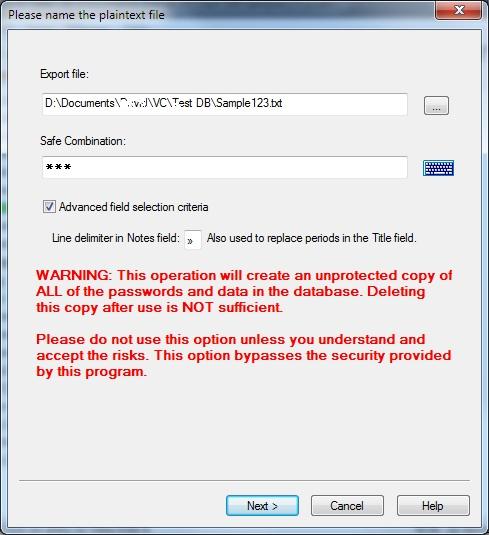 Please name the plaintext file
Export file:
D:\Documents\ \VC\Test DB\Sample123.txt
...
Safe Combination:
***
Advanced field selection criteria
Line delimiter in Notes field: » Also used to replace periods in the Title field.
WARNING: This operation will create an unprotected copy of
ALL of the passwords and data in the database. Deleting
this copy after use is NOT sufficient.
Please do not use this option unless you understand and
accept the risks. This option bypasses the security provided
by this program.
Next >
Cancel
Help